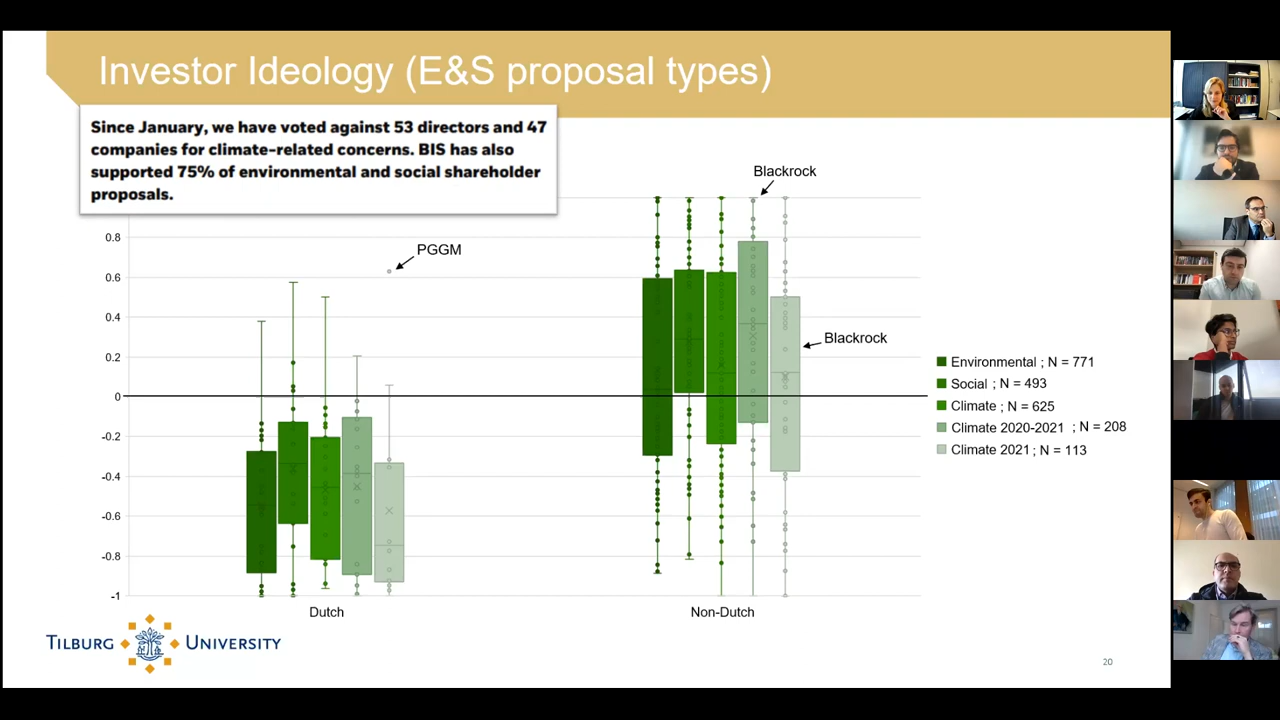 Investor Ideology (E&S proposal types)
Since January, we have voted against 53 directors and 47
companies for climate-related concerns. BIS has also
supported 75% of environmental and social shareholder
proposals.
Blackrock
PGGM
Blackrock
0.8
0.6
0.4
0.2
0
-0.2
-0.4
-0.6
-0.8
-1
Dutch
Non-Dutch
Environmental ; N = 771
Social ; N = 493
Climate ; N = 625
Climate 2020-2021 ; N = 208
Climate 2021 ; N = 113
TILBURG UNIVERSITY
20